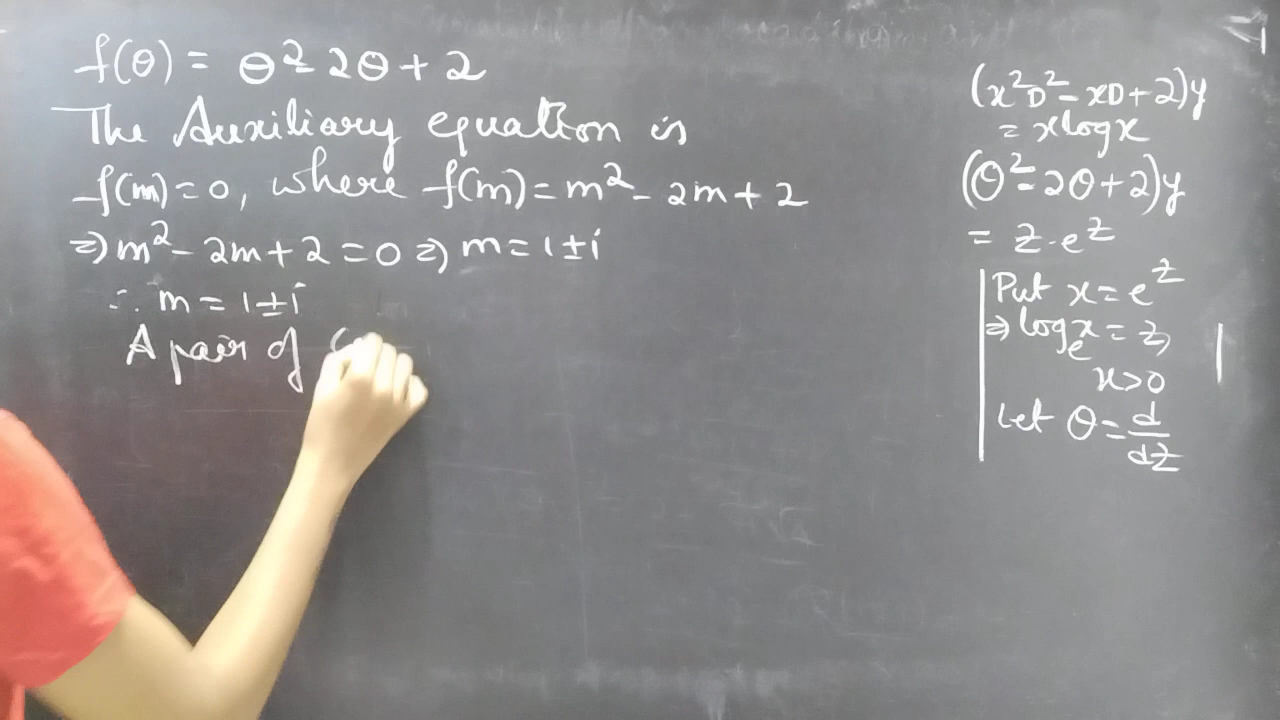 f(θ) = θ² - 2θ + 2
The Auxiliary equation is
f(m) = 0, where f(m) = m² - 2m + 2
⇒ m² - 2m + 2 = 0 ⇒ m = 1 ± i
∴ m = 1 ± i
A pair of
(x²D² - xD + 2)y
= x log x
(θ² - 2θ + 2)y
= z · e^z
Put x = e^z
⇒ log_e x = z,
x > 0
Let θ = d/dz